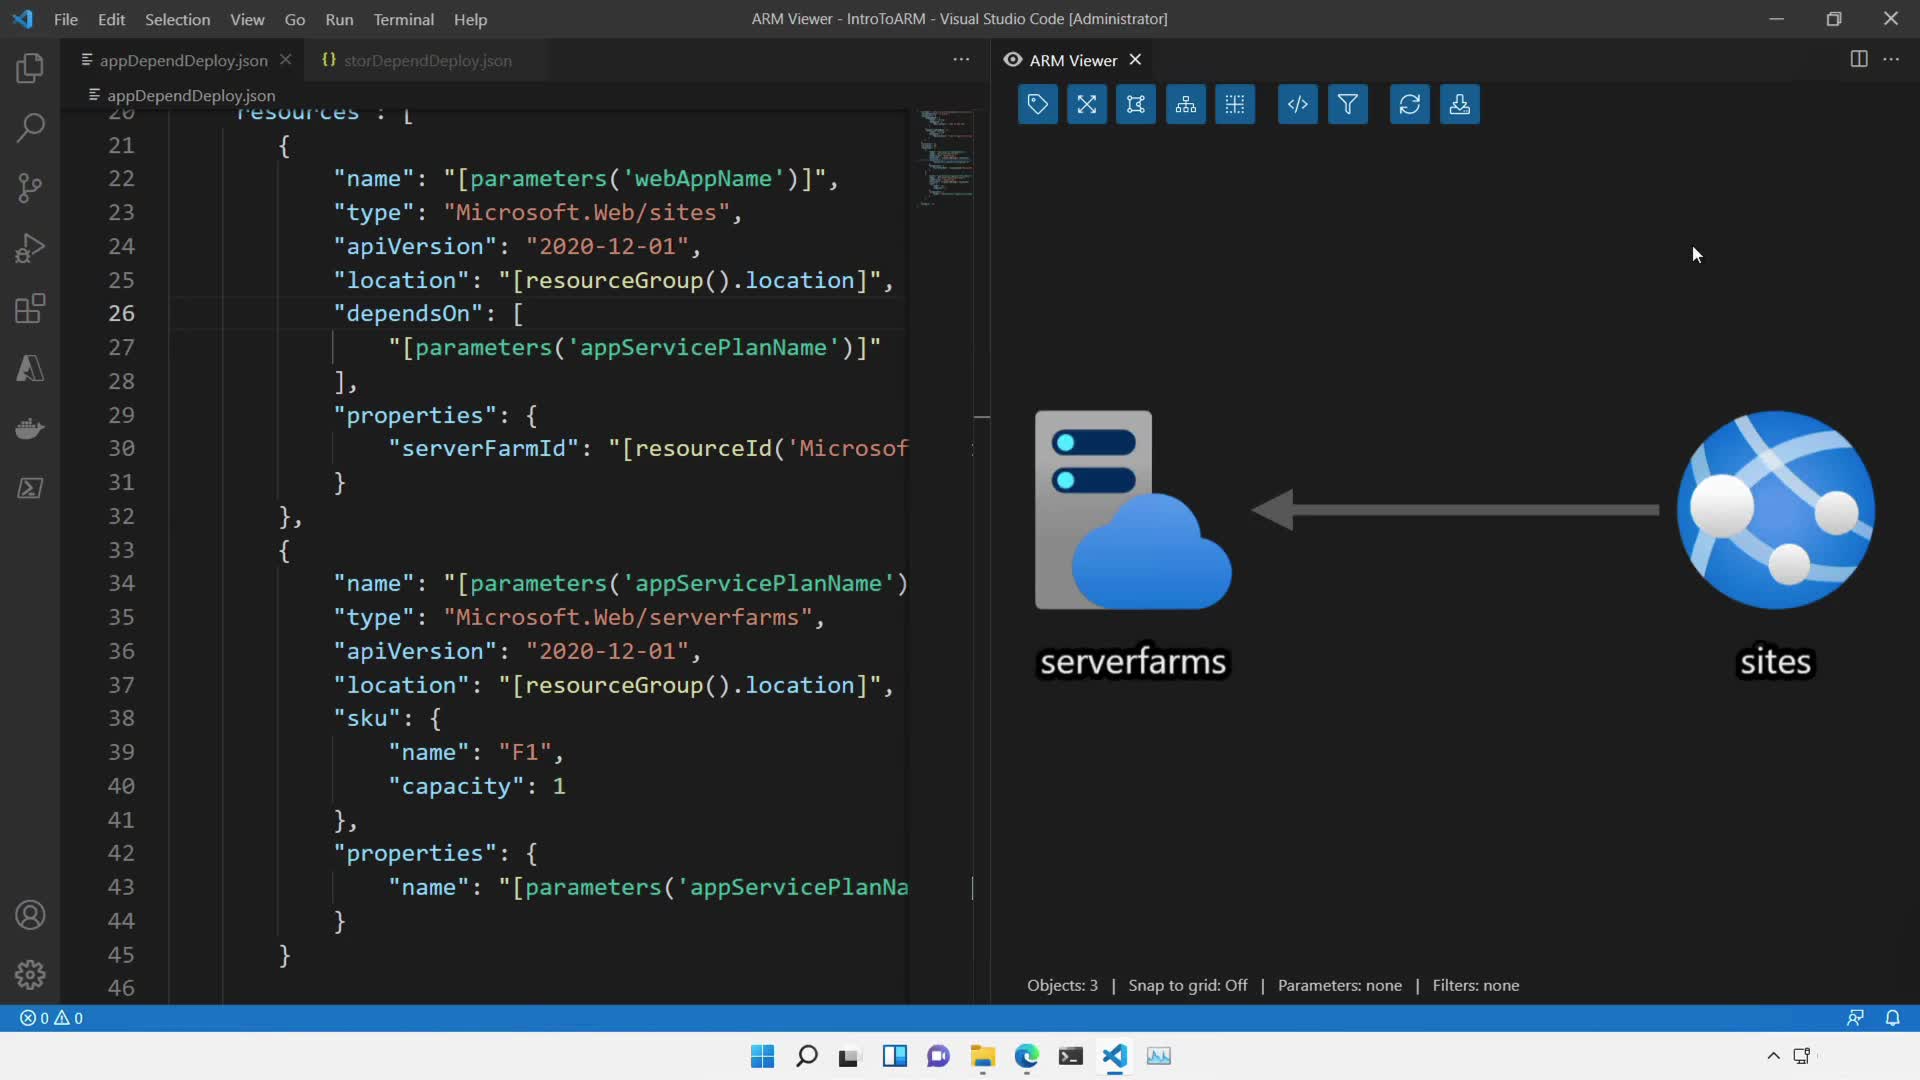 File Edit Selection View Go Run Terminal Help
ARM Viewer - IntroToARM - Visual Studio Code [Administrator]
appDependDeploy.json
storDependDeploy.json
ARM Viewer
appDependDeploy.json
20 "resources": [
21 {
22 "name": "[parameters('webAppName')]",
23 "type": "Microsoft.Web/sites",
24 "apiVersion": "2020-12-01",
25 "location": "[resourceGroup().location]",
26 "dependsOn": [
27 "[parameters('appServicePlanName')]"
28 ],
29 "properties": {
30 "serverFarmId": "[resourceId('Microsof
31 }
32 },
33 {
34 "name": "[parameters('appServicePlanName')
35 "type": "Microsoft.Web/serverfarms",
36 "apiVersion": "2020-12-01",
37 "location": "[resourceGroup().location]",
38 "sku": {
39 "name": "F1",
40 "capacity": 1
41 },
42 "properties": {
43 "name": "[parameters('appServicePlanNa
44 }
45 }
46
serverfarms
sites
Objects: 3 | Snap to grid: Off | Parameters: none | Filters: none
0 0